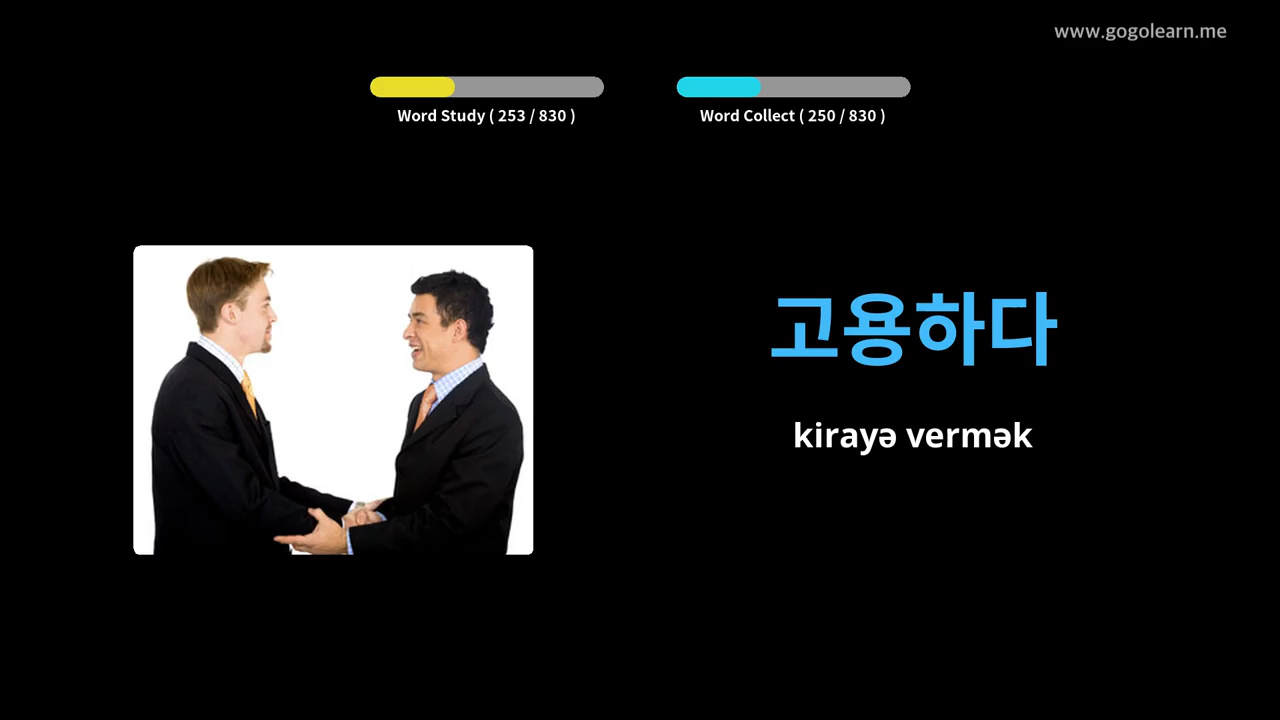 www.gogolearn.me
Word Study ( 253 / 830 )
Word Collect ( 250 / 830 )
고용하다
kirayə vermək